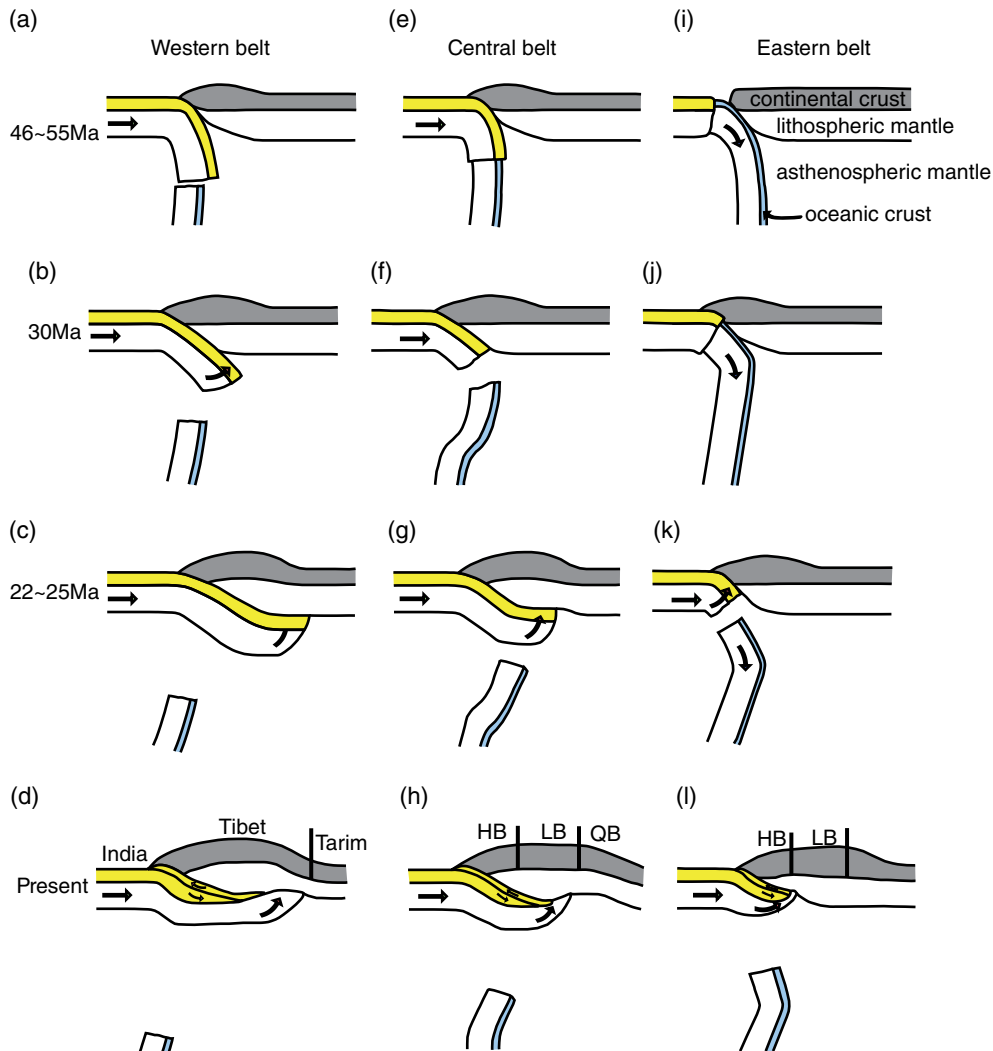 (a)
(e)
(i)
Western belt
Central belt
Eastern belt
continental crust
lithospheric mantle
46~55Ma
asthenospheric mantle
oceanic crust
(b)
(f)
(j)
30Ma
(c)
(g)
(k)
22~25Ma
(d)
(h)
(l)
Tibet
HB
LB
QB
HB
LB
India
Tarim
Present